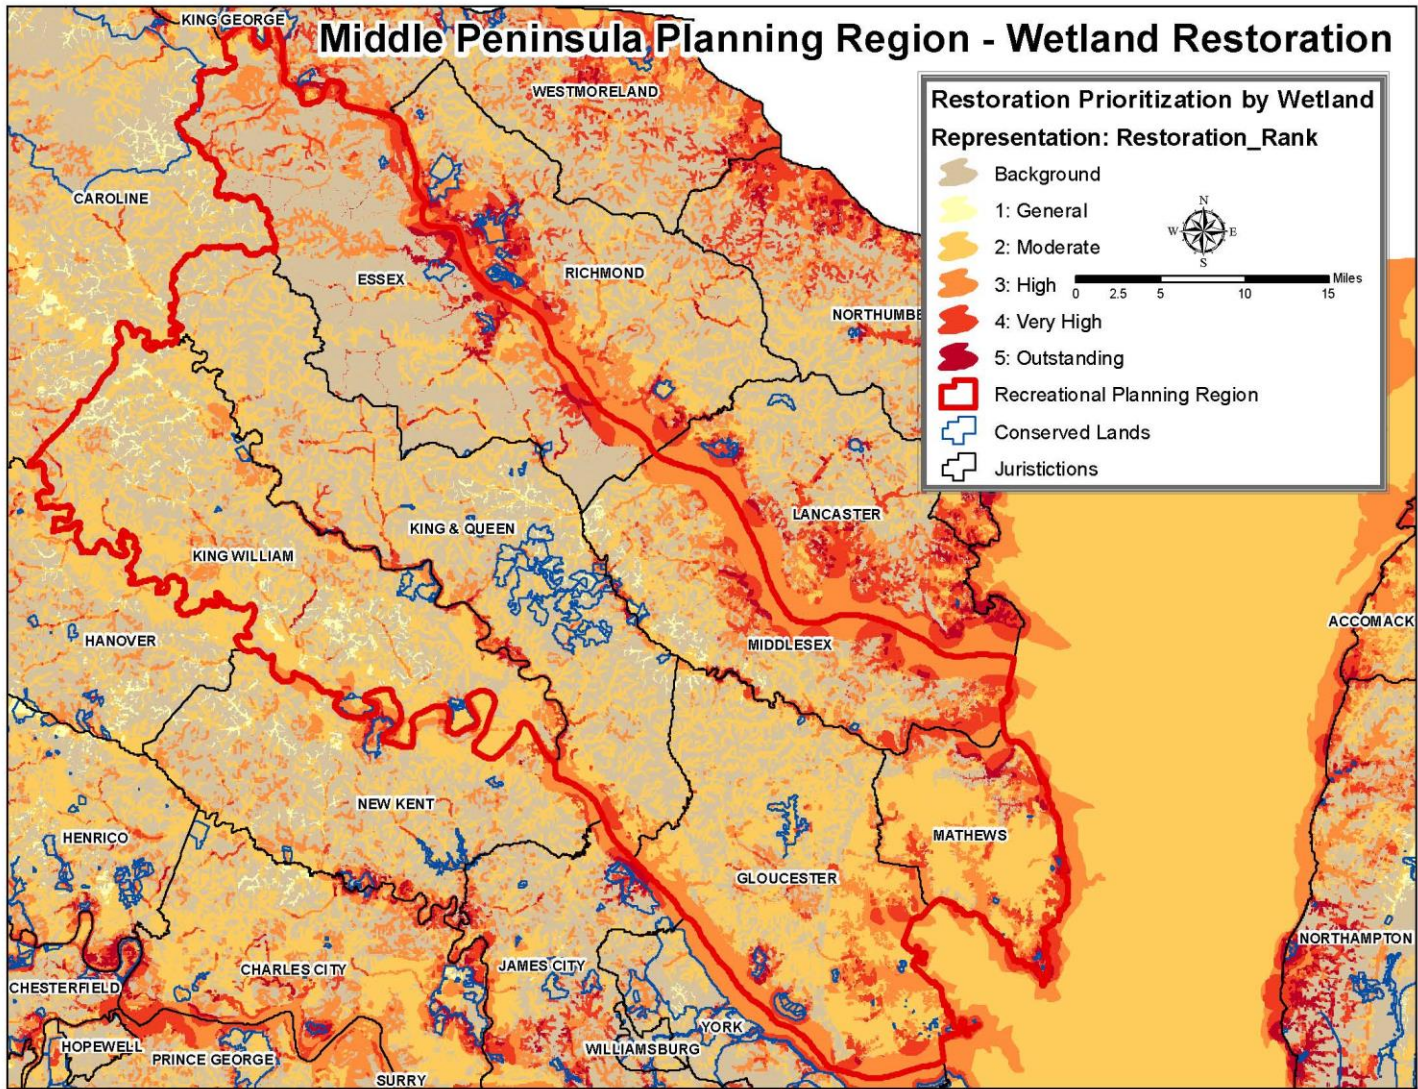 KING GEORGE
Middle Peninsula Planning Region - Wetland Restoration
WESTMORELAND
Restoration Prioritization by Wetland
Representation: Restoration_Rank
Background
1: General
2: Moderate
3: High
4: Very High
5: Outstanding
Recreational Planning Region
Conserved Lands
Juristictions
N
W E
S
Miles
0 2.5 5 10 15
CAROLINE
ESSEX
RICHMOND
NORTHUMBE
LANCASTER
KING & QUEEN
KING WILLIAM
HANOVER
MIDDLESEX
ACCOMACK
NEW KENT
HENRICO
MATHEWS
GLOUCESTER
NORTHAMPTON
CHARLES CITY
JAMES CITY
CHESTERFIELD
YORK
HOPEWELL
PRINCE GEORGE
WILLIAMSBURG
SURRY